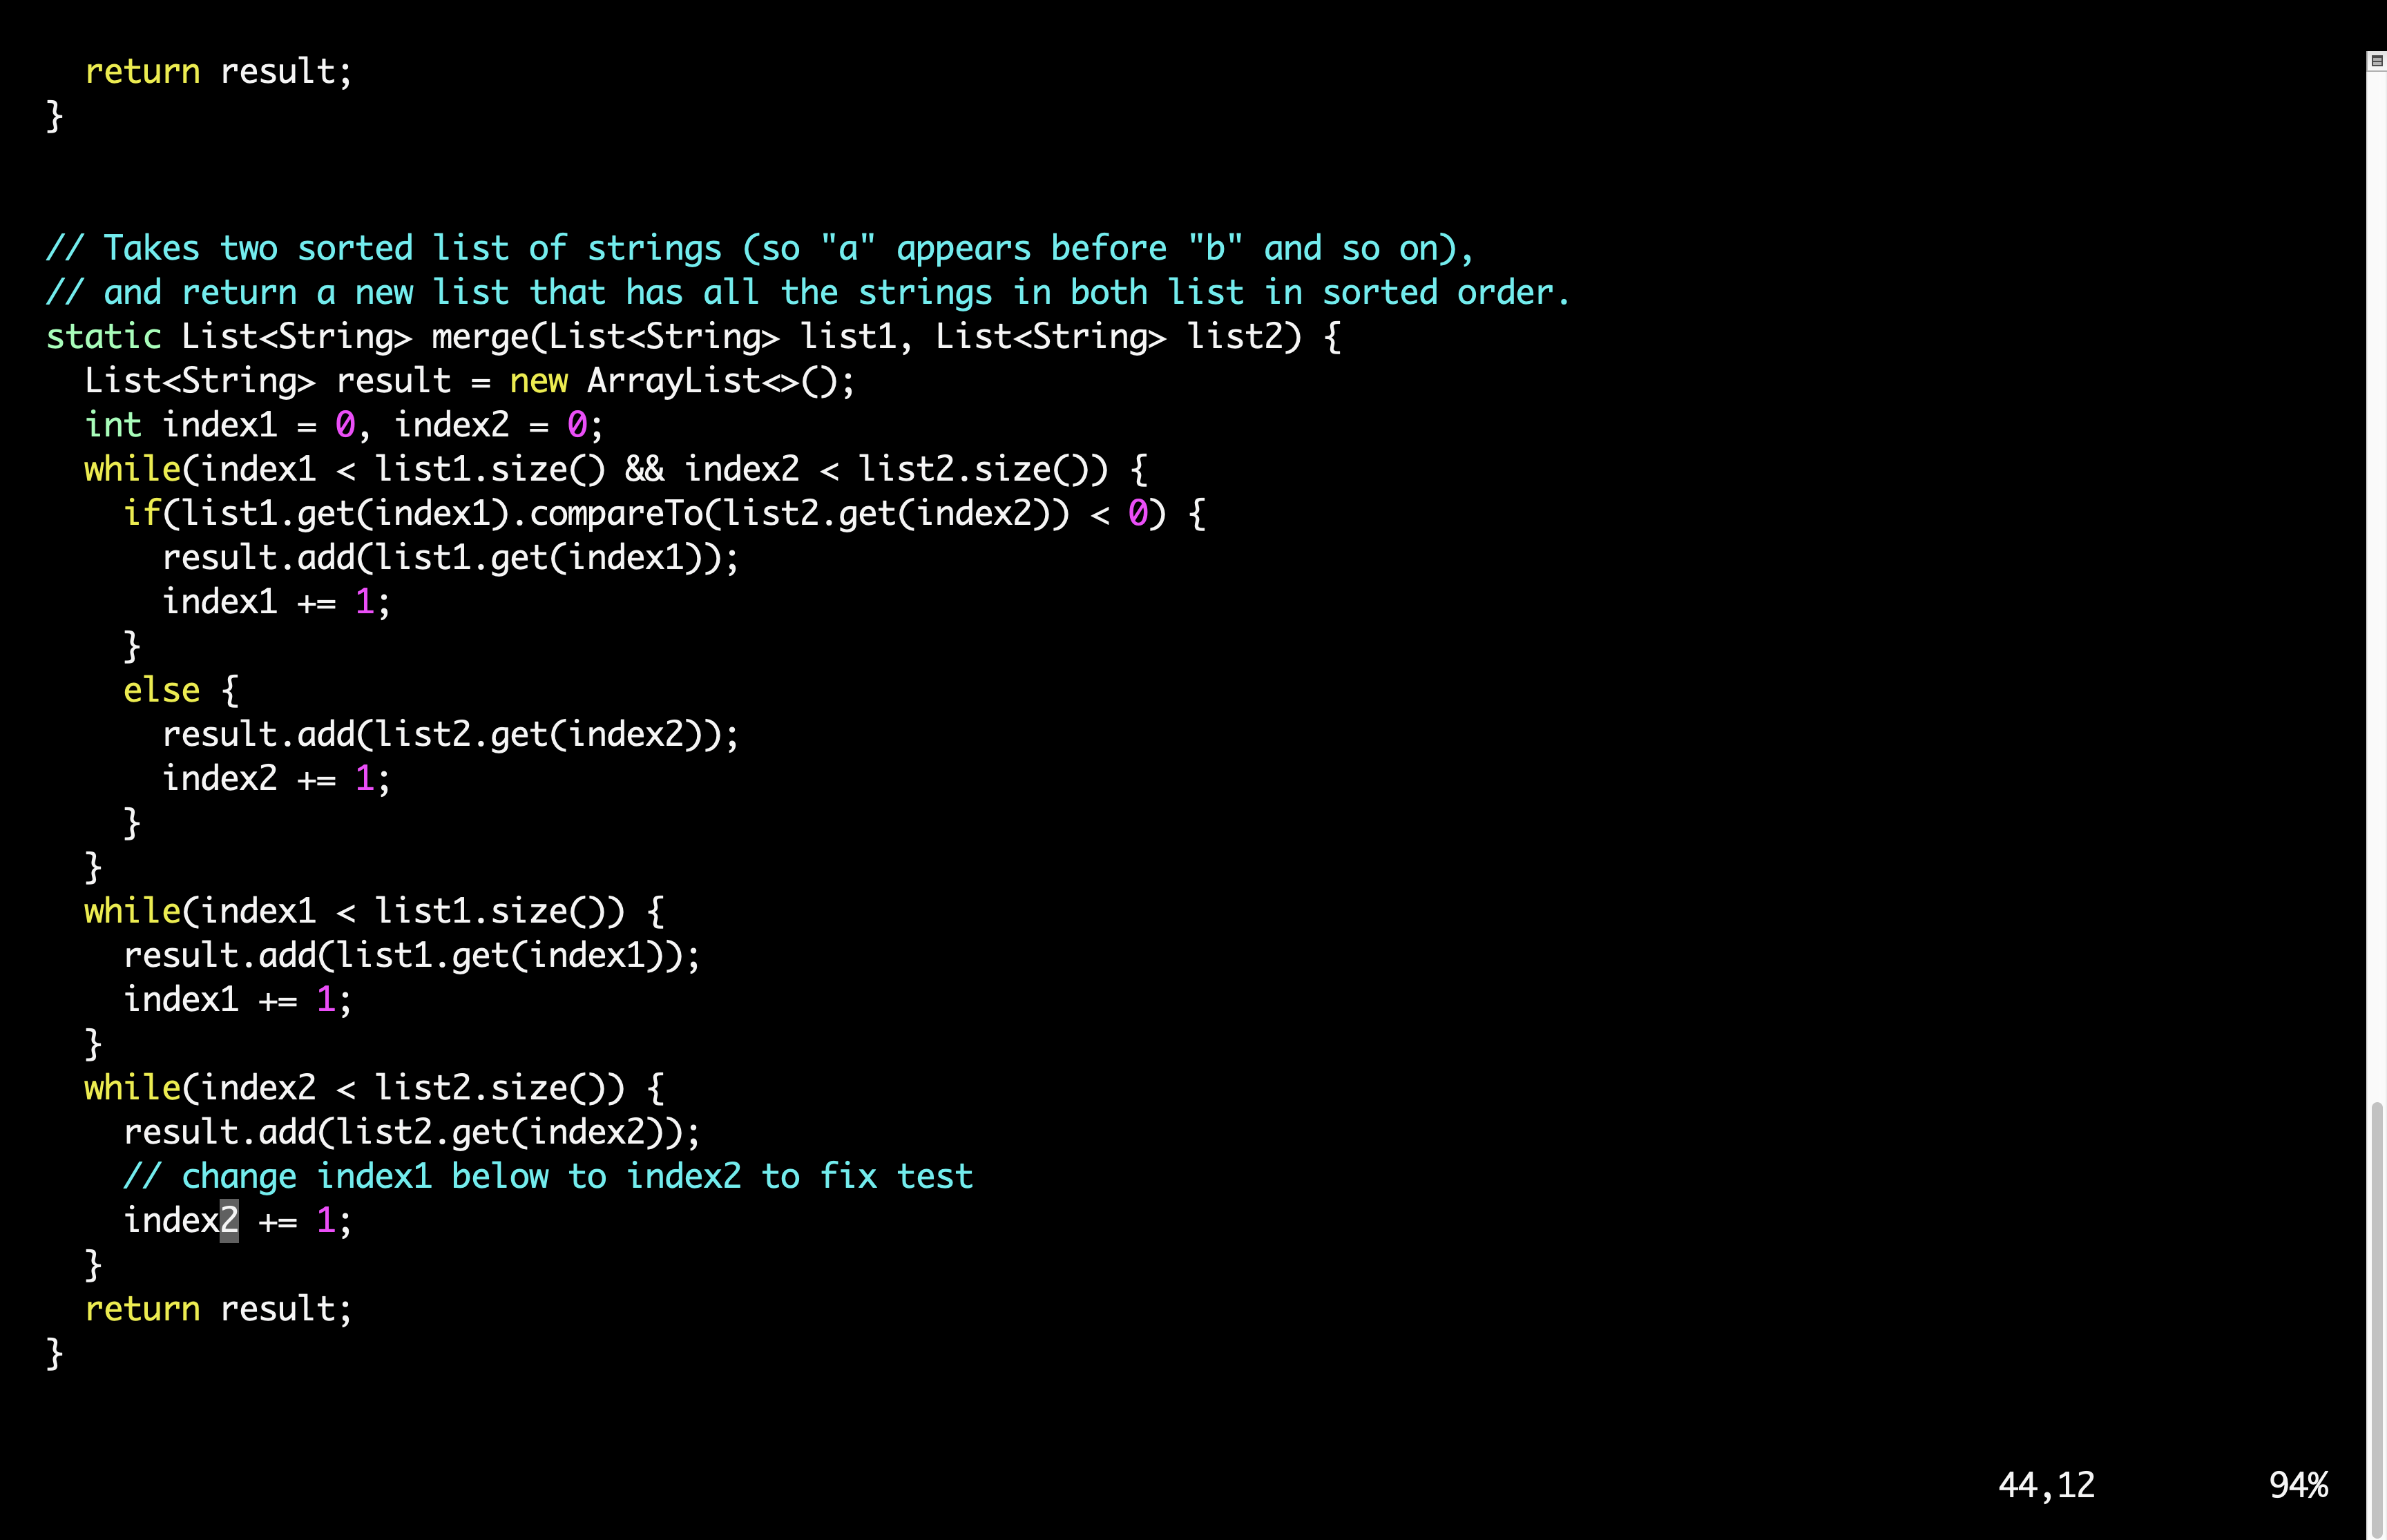 return result;
}
// Takes two sorted list of strings (so "a" appears before "b" and so on),
// and return a new list that has all the strings in both list in sorted order.
static List<String> merge(List<String> list1, List<String> list2) {
  List<String> result = new ArrayList<>();
  int index1 = 0, index2 = 0;
  while(index1 < list1.size() && index2 < list2.size()) {
    if(list1.get(index1).compareTo(list2.get(index2)) < 0) {
      result.add(list1.get(index1));
      index1 += 1;
    }
    else {
      result.add(list2.get(index2));
      index2 += 1;
    }
  }
  while(index1 < list1.size()) {
    result.add(list1.get(index1));
    index1 += 1;
  }
  while(index2 < list2.size()) {
    result.add(list2.get(index2));
    // change index1 below to index2 to fix test
    index2 += 1;
  }
  return result;
}
44,12 94%